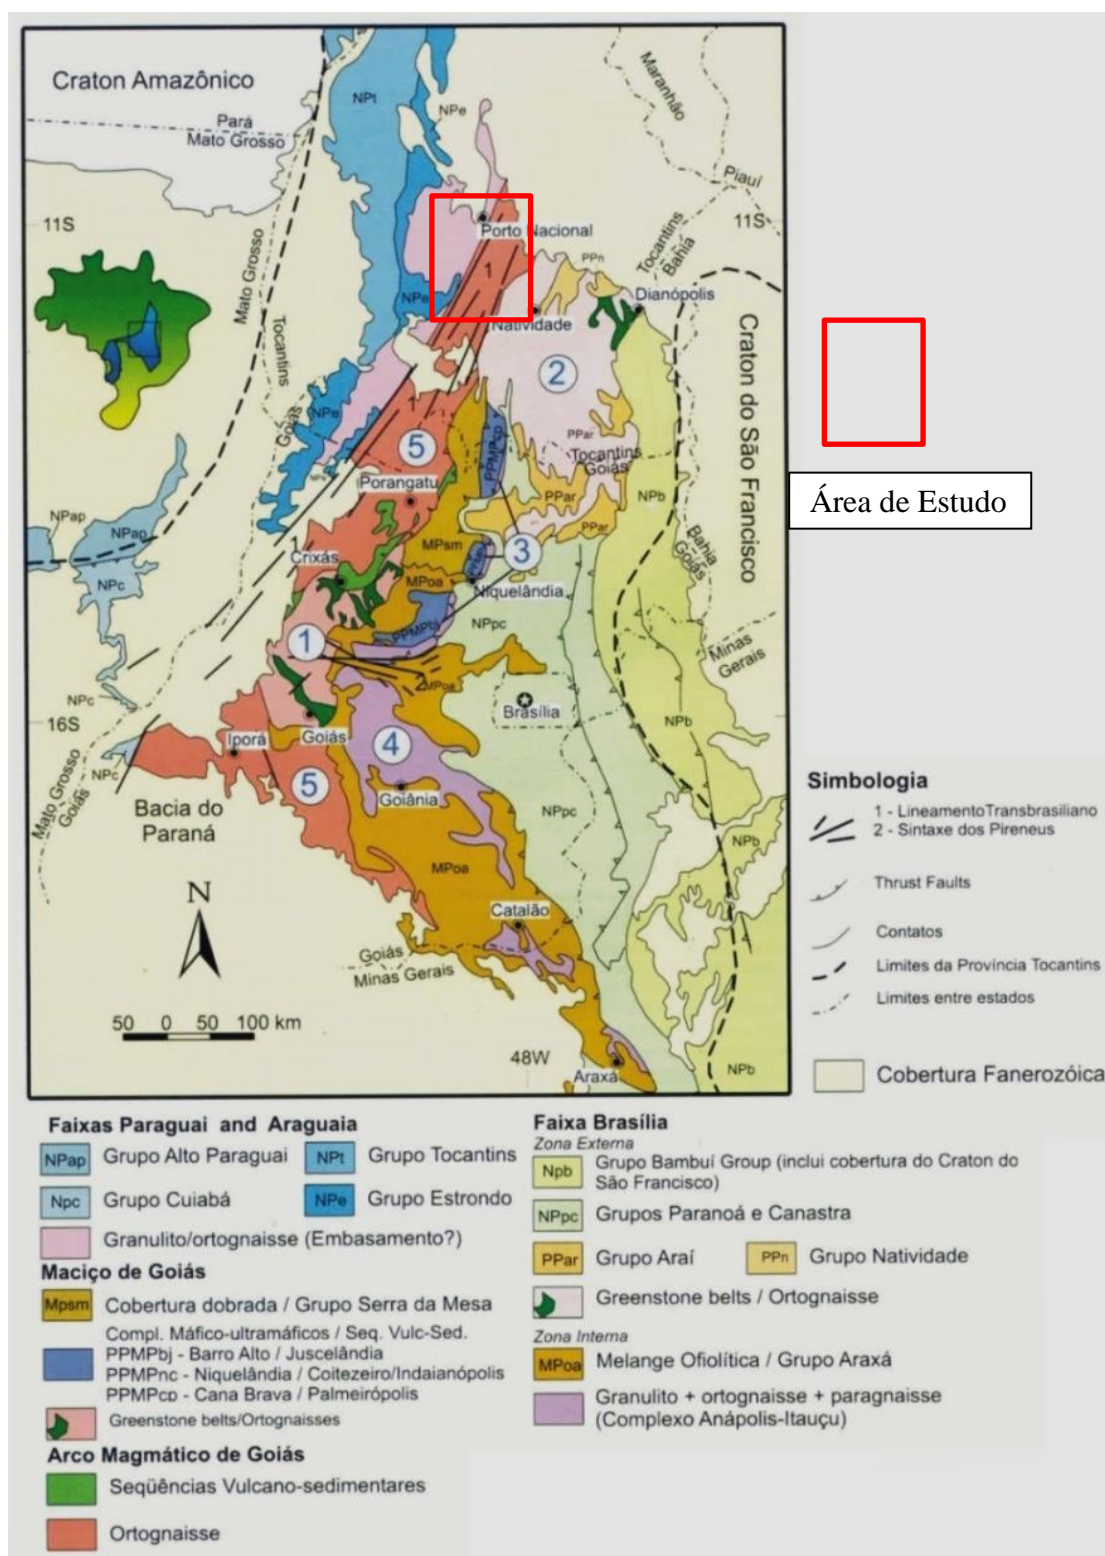 Craton Amazônico
Pará
Mato Grosso
NPt
NPe
Maranhão
Piauí
11S
Porto Nacional
11S
Mato Grosso
Tocantins
Tocantins
Bahia
PPn
1
NPe
Natividade
Dianópolis
Craton do São Francisco
2
Goiás
NPe
1
5
PPMPcp
PPar
Tocantins
Goiás
Área de Estudo
Porangatu
PPar
NPb
PPar
NPap
NPap
MPsm
3
Bahia
Goiás
Crixás
NPc
MPoa
Niquelândia
PPMPbj
NPpc
1
Minas
Gerais
2
MPoa
NPc
Brasília
NPb
16S
Iporá
Goiás
4
NPc
5
Goiânia
Mato Grosso
Goiás
Bacia do
Paraná
NPpc
NPb
MPoa
N
Catalão
Goiás
Minas Gerais
50 0 50 100 km
48W
Araxá
NPb
Simbologia
1 - LineamentoTransbrasiliano
2 - Sintaxe dos Pireneus
Thrust Faults
Contatos
Limites da Província Tocantins
Limites entre estados
Cobertura Fanerozóica
Faixas Paraguai and Araguaia
NPap Grupo Alto Paraguai
NPt Grupo Tocantins
Npc Grupo Cuiabá
NPe Grupo Estrondo
Granulito/ortognaisse (Embasamento?)
Maciço de Goiás
Mpsm Cobertura dobrada / Grupo Serra da Mesa
Compl. Máfico-ultramáficos / Seq. Vulc-Sed.
PPMPbj - Barro Alto / Juscelândia
PPMPnc - Niquelândia / Coitezeiro/Indaianópolis
PPMPcp - Cana Brava / Palmeirópolis
Greenstone belts/Ortognaisses
Arco Magmático de Goiás
Seqüências Vulcano-sedimentares
Ortognaisse
Faixa Brasília
Zona Externa
Npb Grupo Bambuí Group (inclui cobertura do Craton do
São Francisco)
NPpc Grupos Paranoá e Canastra
PPar Grupo Araí
PPn Grupo Natividade
Greenstone belts / Ortognaisse
Zona Interna
MPoa Melange Ofiolítica / Grupo Araxá
Granulito + ortognaisse + paragnaisse
(Complexo Anápolis-Itauçu)